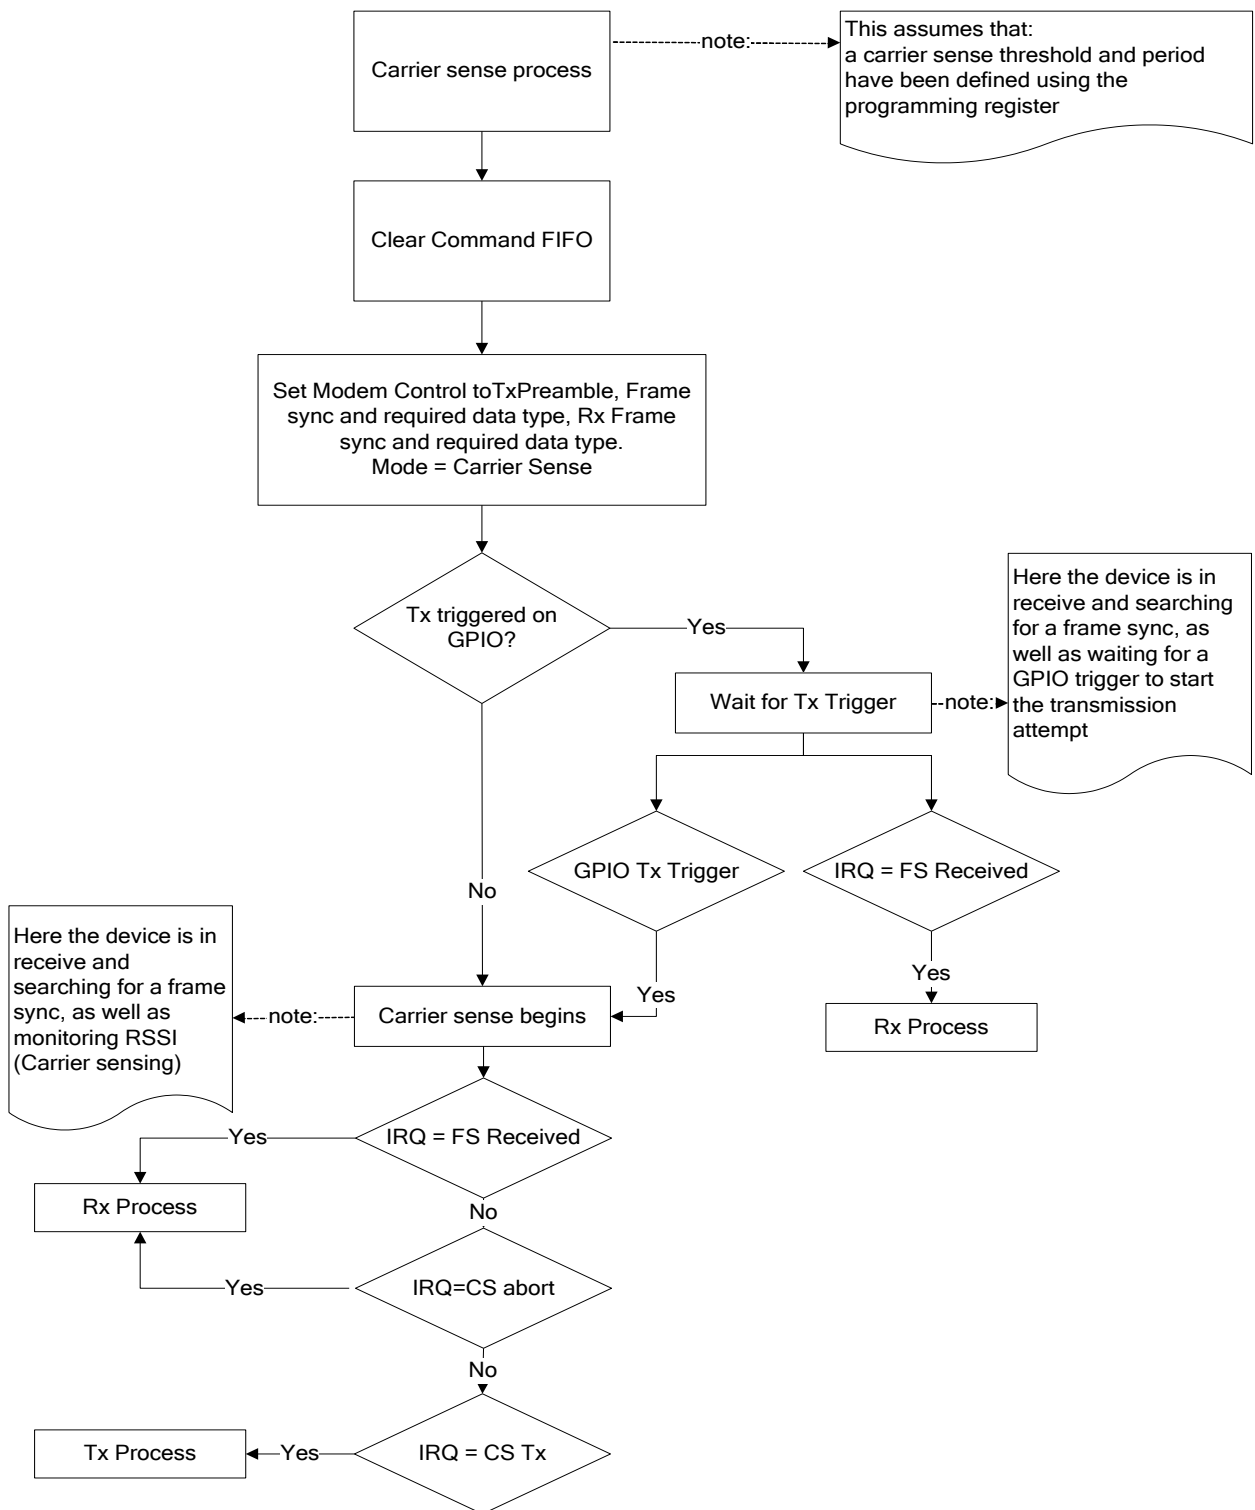 Carrier sense process
note:
This assumes that:
a carrier sense threshold and period
have been defined using the
programming register
Clear Command FIFO
Set Modem Control toTxPreamble, Frame
sync and required data type, Rx Frame
sync and required data type.
Mode = Carrier Sense
Tx triggered on
GPIO?
Yes
Wait for Tx Trigger
note:
Here the device is in
receive and searching
for a frame sync, as
well as waiting for a
GPIO trigger to start
the transmission
attempt
GPIO Tx Trigger
IRQ = FS Received
No
Yes
Yes
Rx Process
Here the device is in
receive and
searching for a frame
sync, as well as
monitoring RSSI
(Carrier sensing)
note:
Carrier sense begins
IRQ = FS Received
Yes
Rx Process
No
IRQ=CS abort
Yes
No
IRQ = CS Tx
Yes
Tx Process